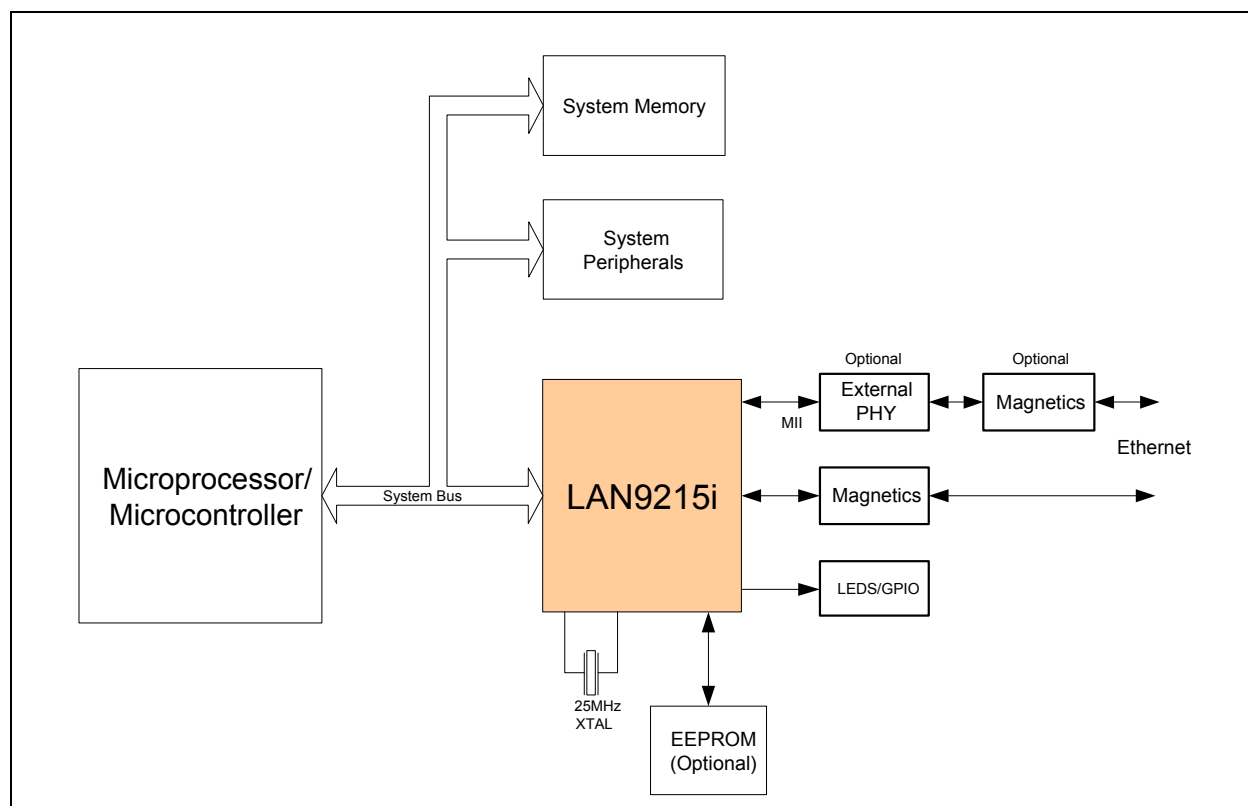 System Memory
System
Peripherals
Optional
Optional
External
PHY
Magnetics
MII
Ethernet
Microprocessor/
Microcontroller
System Bus
LAN9215i
Magnetics
LEDS/GPIO
25MHz
XTAL
EEPROM
(Optional)